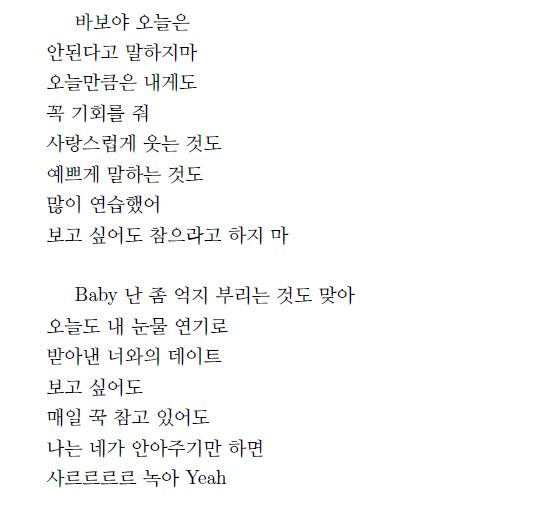 바보야 오늘은
안된다고 말하지마
오늘만큼은 내게도
꼭 기회를 줘
사랑스럽게 웃는 것도
예쁘게 말하는 것도
많이 연습했어
보고 싶어도 참으라고 하지 마
Baby 난 좀 억지 부리는 것도 맞아
오늘도 내 눈물 연기로
받아낸 너와의 데이트
보고 싶어도
매일 꾹 참고 있어도
나는 네가 안아주기만 하면
사르르르르 녹아 Yeah